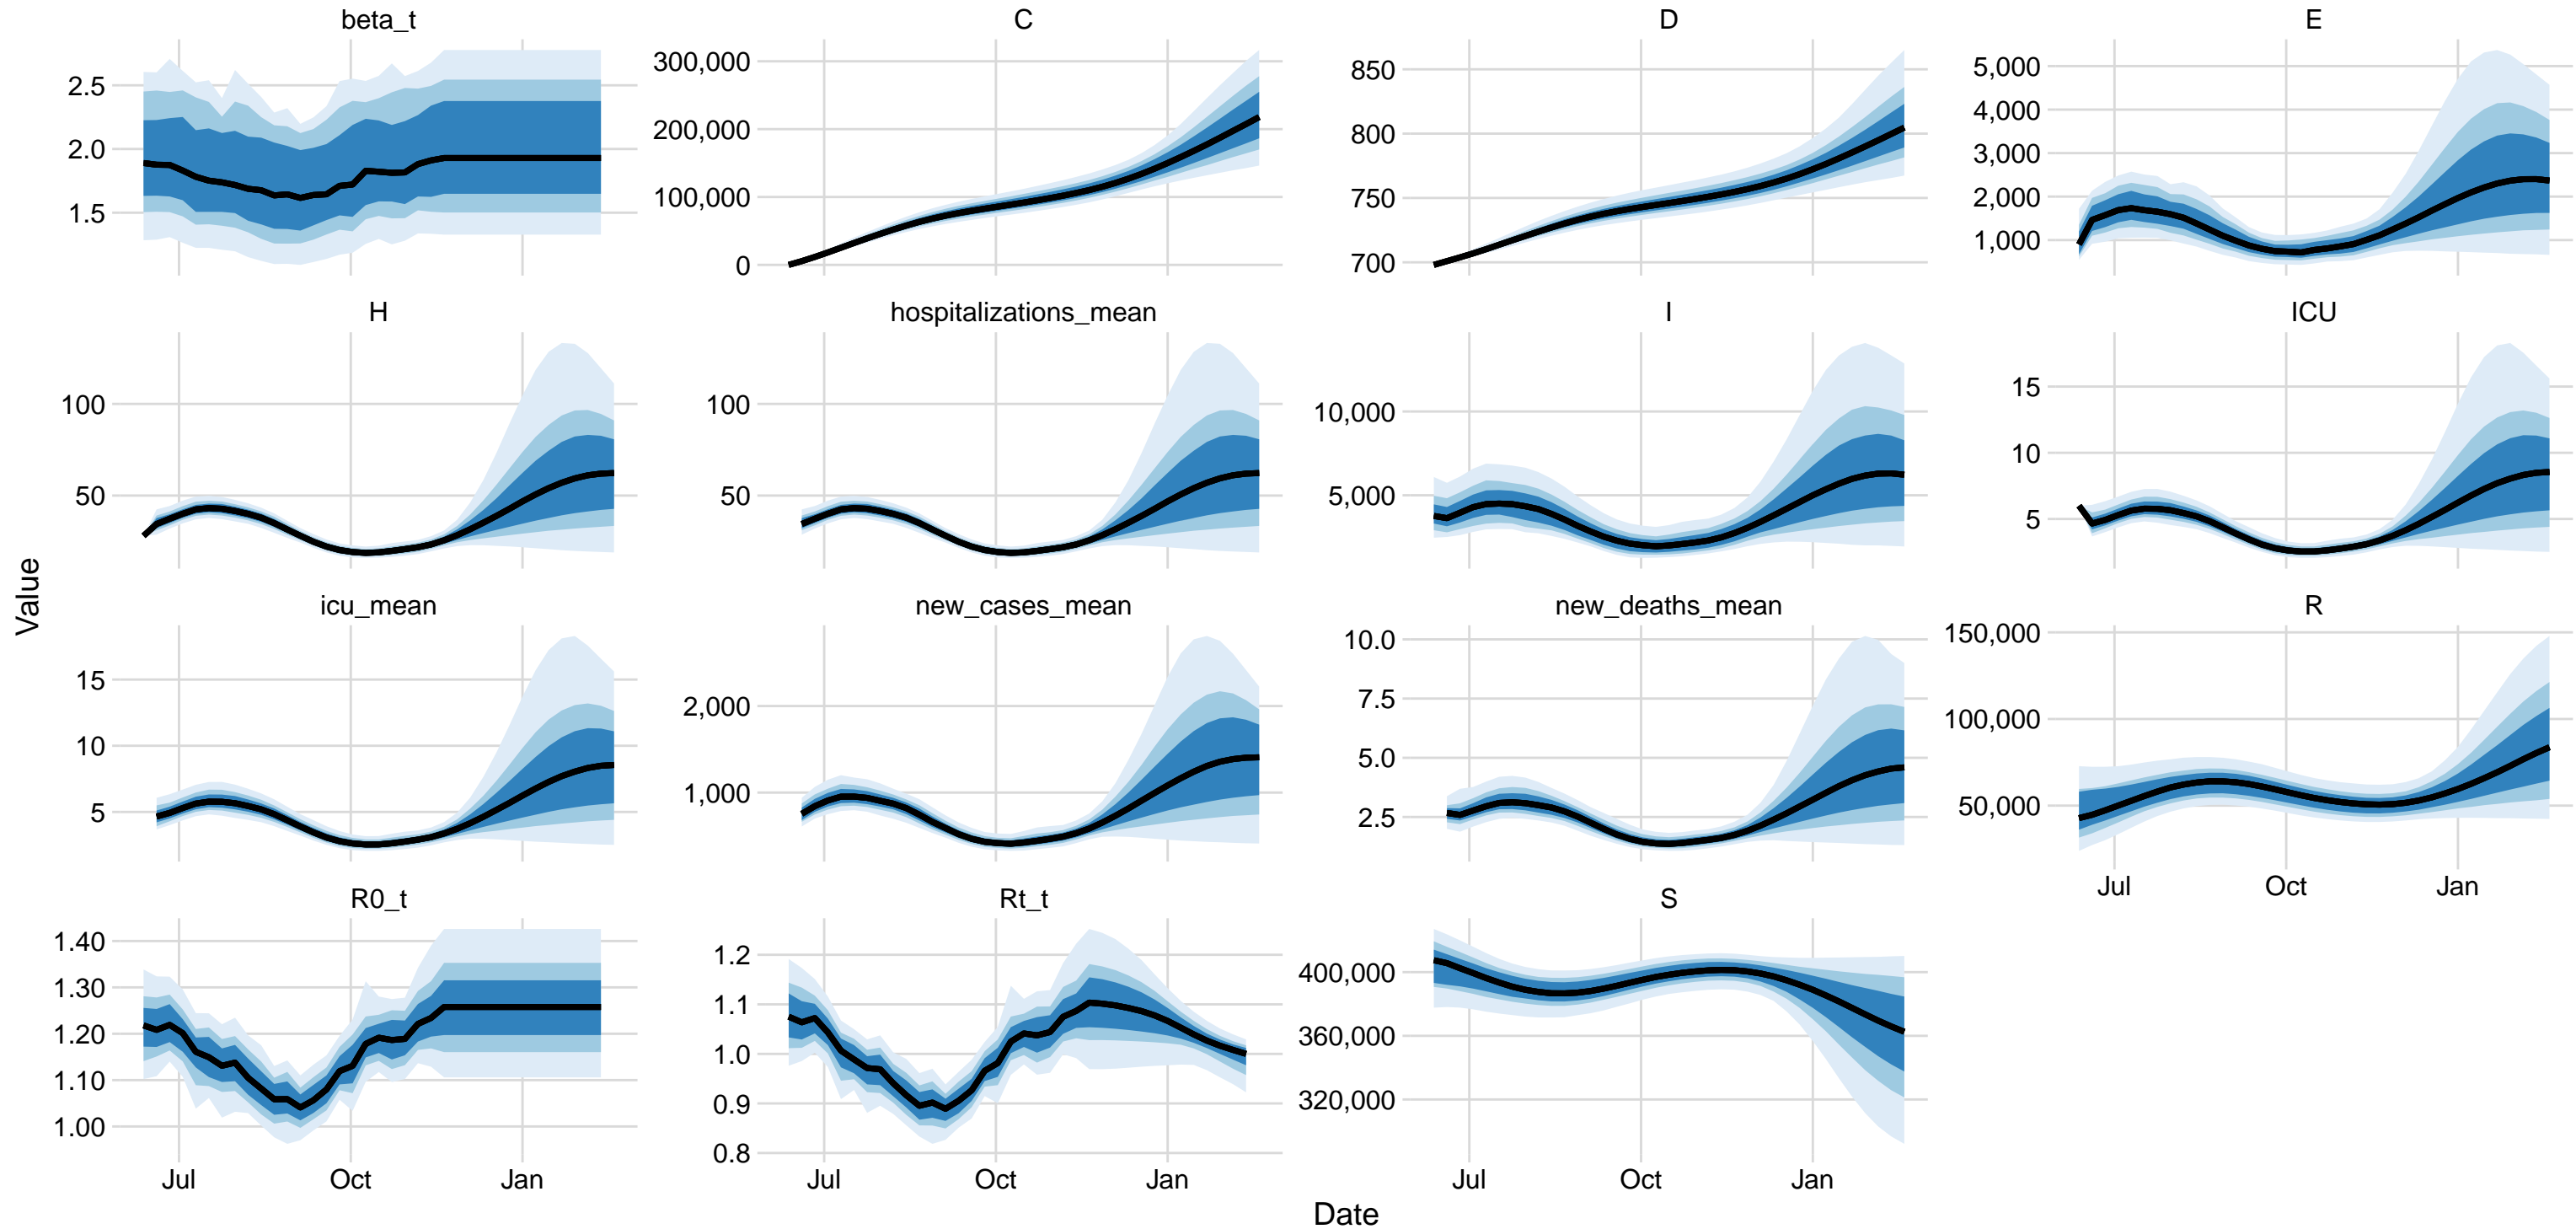 beta_t
C
D
E
2.5
2.0
1.5
300,000
200,000
100,000
0
850
800
750
700
5,000
4,000
3,000
2,000
1,000
H
hospitalizations_mean
I
ICU
100
50
100
50
10,000
5,000
15
10
5
icu_mean
new_cases_mean
new_deaths_mean
R
15
10
5
2,000
1,000
10.0
7.5
5.0
2.5
150,000
100,000
50,000
Jul Oct Jan
R0_t
Rt_t
S
1.40
1.30
1.20
1.10
1.00
1.2
1.1
1.0
0.9
0.8
400,000
360,000
320,000
Jul Oct Jan
Jul Oct Jan
Jul Oct Jan
Value
Date